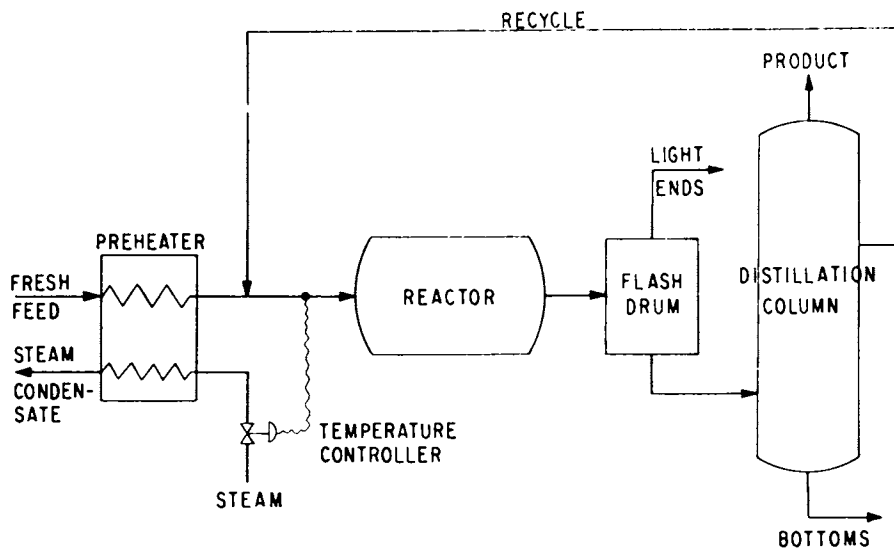 RECYCLE
PRODUCT
LIGHT
ENDS
PREHEATER
FRESH
FEED
REACTOR
FLASH
DRUM
DISTILLATION
COLUMN
STEAM
CONDEN-
SATE
TEMPERATURE
CONTROLLER
STEAM
BOTTOMS